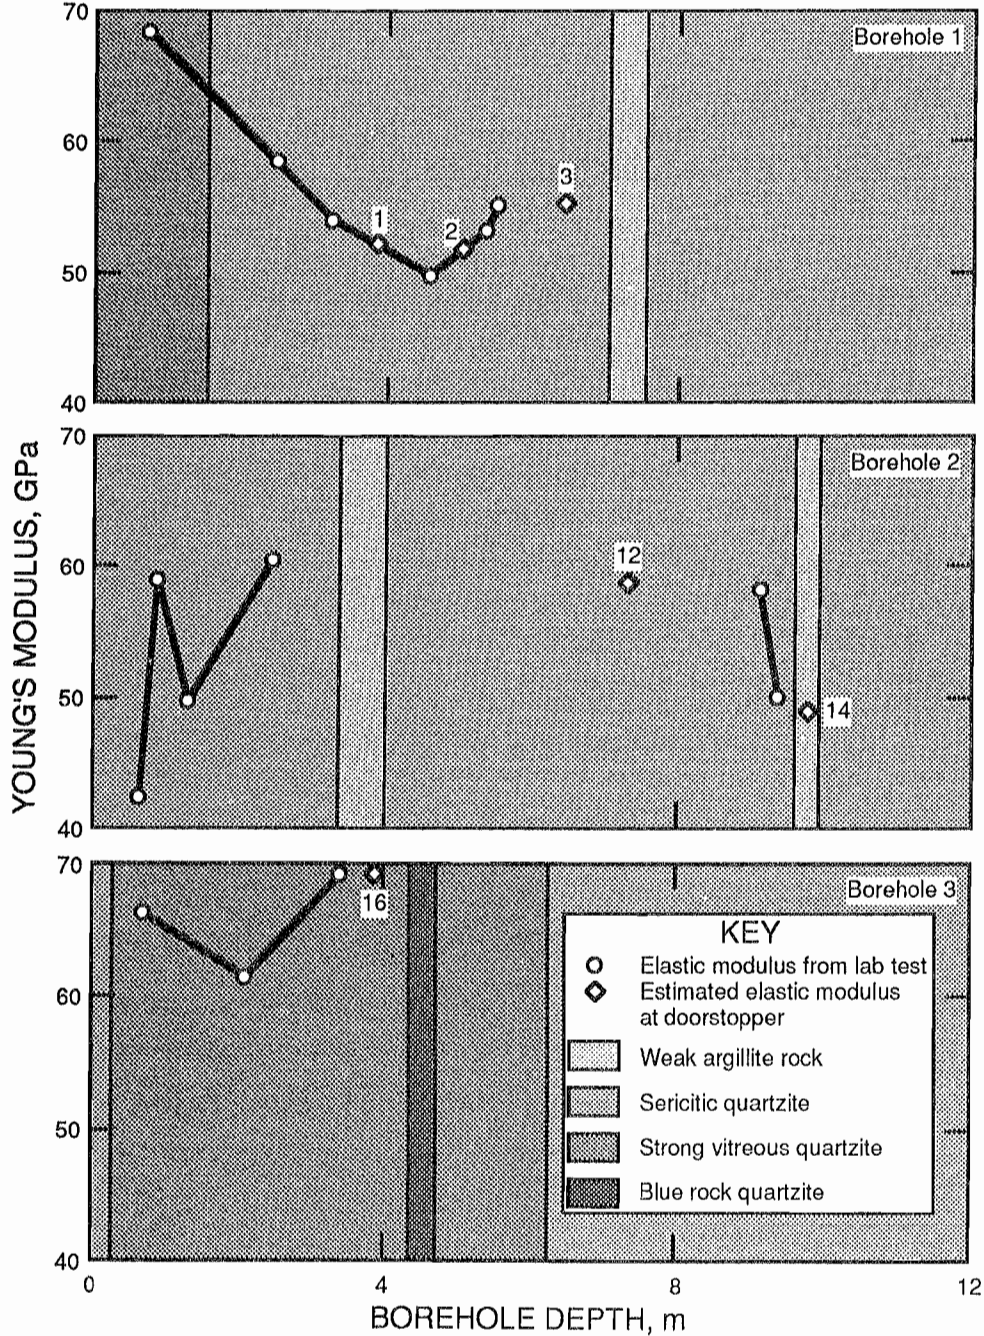 70
Borehole 1
60
3
1
2
50
40
YOUNG'S MODULUS, GPa
70
Borehole 2
60
12
50
14
40
70
Borehole 3
16
60
50
40
KEY
Elastic modulus from lab test
Estimated elastic modulus
at doorstopper
Weak argillite rock
Sericitic quartzite
Strong vitreous quartzite
Blue rock quartzite
0
4
8
12
BOREHOLE DEPTH, m